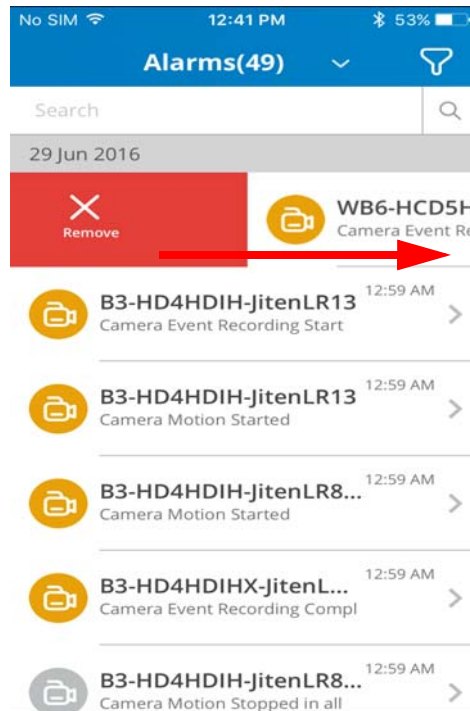 No SIM 12:41 PM 53%
Alarms(49)
Search
29 Jun 2016
Remove
WB6-HCD5H
Camera Event Re
B3-HD4HDIH-JitenLR13 12:59 AM
Camera Event Recording Start
B3-HD4HDIH-JitenLR13 12:59 AM
Camera Motion Started
B3-HD4HDIH-JitenLR8... 12:59 AM
Camera Motion Started
B3-HD4HDIHX-JitenL... 12:59 AM
Camera Event Recording Compl
B3-HD4HDIH-JitenLR8... 12:59 AM
Camera Motion Stopped in all